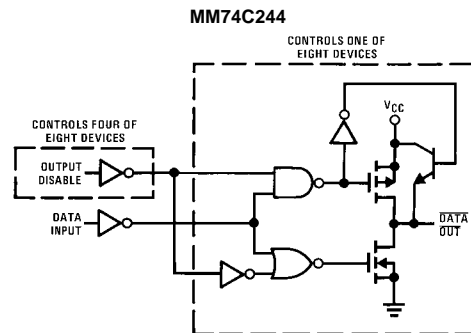 MM74C244
CONTROLS ONE OF
EIGHT DEVICES
CONTROLS FOUR OF
EIGHT DEVICES
VCC
OUTPUT
DISABLE
DATA
INPUT
DATA
OUT